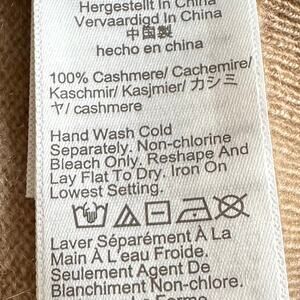 Hergestellt In China
Vervaardigd In China
中国製
hecho en china
100% Cashmere/ Cachemire/
Kaschmir/ Kasjmier/ カシミ
ヤ/ cashmere
Hand Wash Cold
Separately. Non-chlorine
Bleach Only. Reshape And
Lay Flat To Dry. Iron On
Lowest Setting.
Laver Séparément À La
Main À L'eau Froide.
Seulement Agent De
Blanchiment Non-chlore.
La Forme